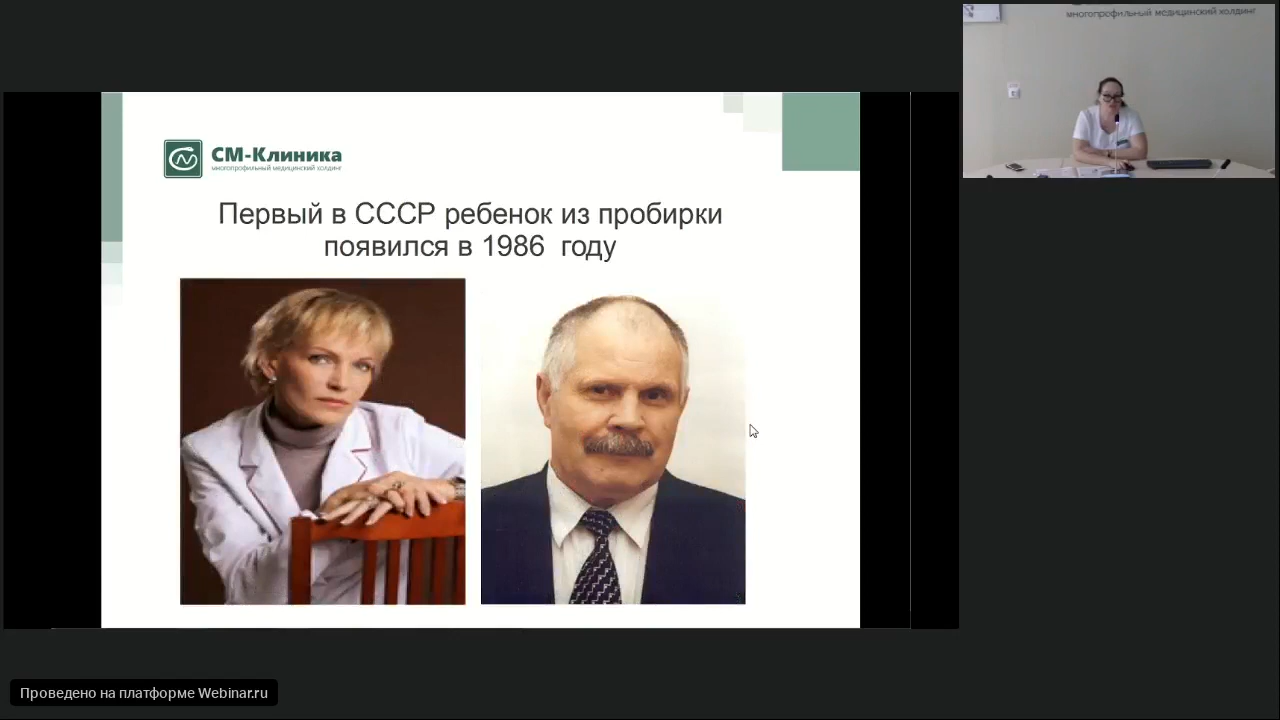 многопрофильный медицинский холдинг
СМ-Клиника
многопрофильный медицинский холдинг
Первый в СССР ребенок из пробирки
появился в 1986 году
Проведено на платформе Webinar.ru